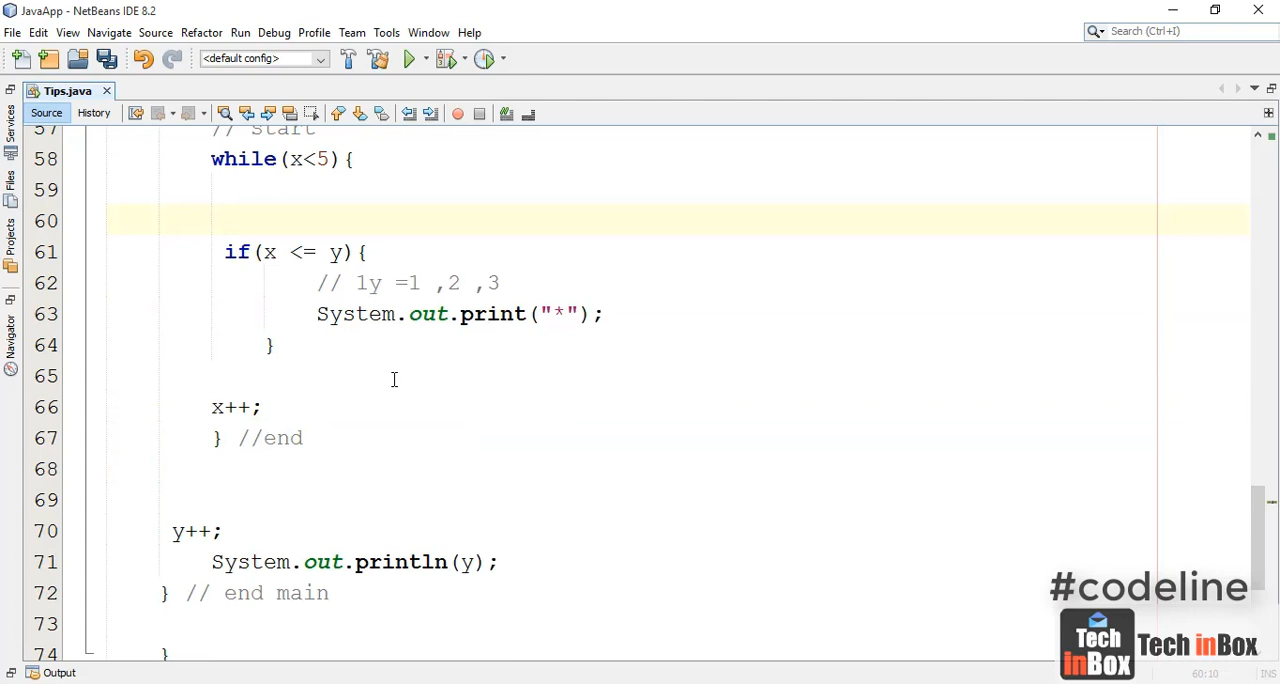 JavaApp - NetBeans IDE 8.2
File Edit View Navigate Source Refactor Run Debug Profile Team Tools Window Help
Search (Ctrl+I)
<default config>
Tips.java
Source History
Services
Files
Projects
Navigator
57 // start
58 while(x<5){
59
60
61 if(x <= y){
62 // 1y =1 ,2 ,3
63 System.out.print("*");
64 }
65
66 x++;
67 } //end
68
69
70 y++;
71 System.out.println(y);
72 } // end main
73
74 }
#codeline
Tech inBox Tech inBox
Output
60:10 INS